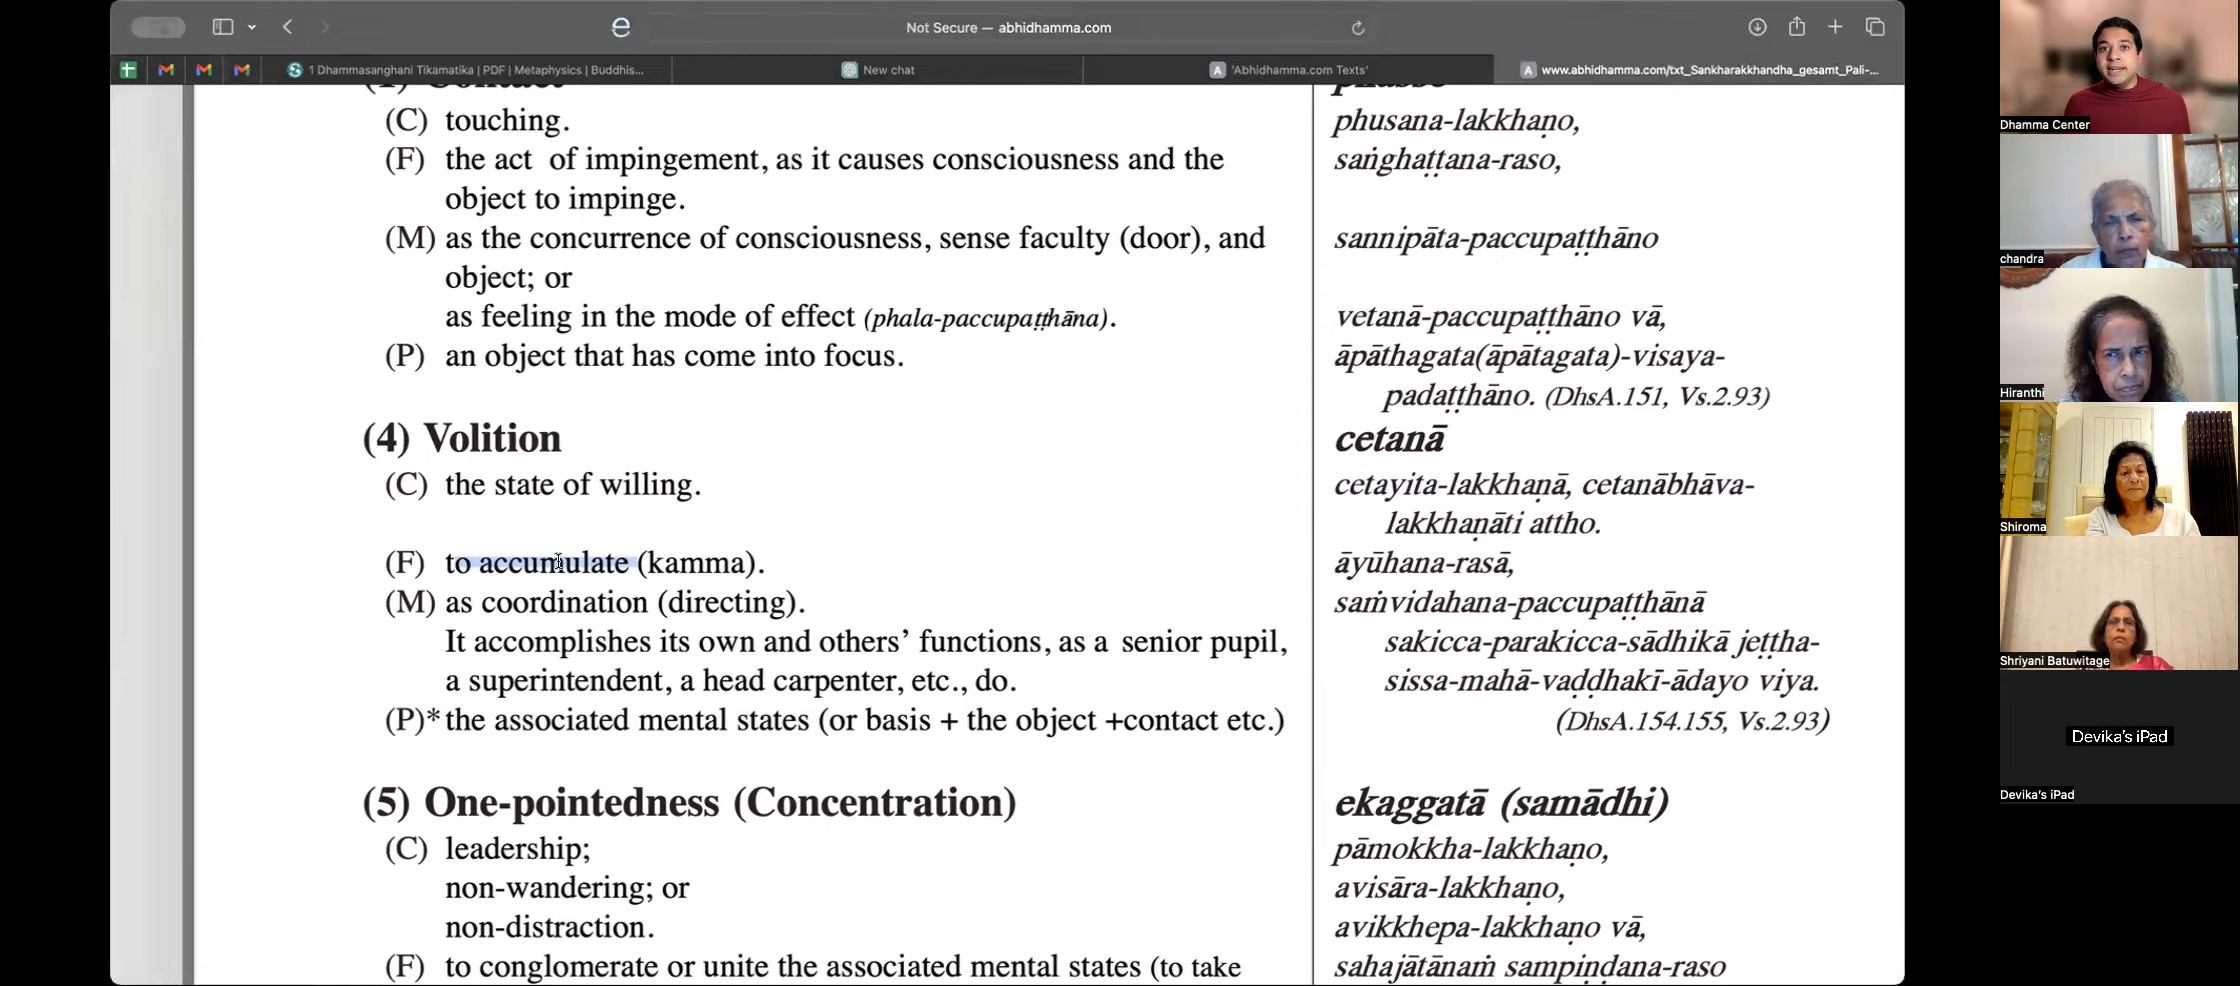 Not Secure — abhidhamma.com
1 Dhammasanghani Tikamatika | PDF | Metaphysics | Buddhis...
New chat
'Abhidhamma.com Texts'
www.abhidhamma.com/txt_Sankharakkhandha_gesamt_Pali-...
(1) Contact
phasso
(C) touching.
phusana-lakkhaṇo,
(F) the act of impingement, as it causes consciousness and the
saṅghaṭṭana-raso,
object to impinge.
(M) as the concurrence of consciousness, sense faculty (door), and
sannipāta-paccupaṭṭhāno
object; or
as feeling in the mode of effect (phala-paccupaṭṭhāna).
vetanā-paccupaṭṭhāno vā,
(P) an object that has come into focus.
āpāthagata(āpātagata)-visaya-
padaṭṭhāno. (DhsA.151, Vs.2.93)
(4) Volition
cetanā
(C) the state of willing.
cetayita-lakkhaṇā, cetanābhāva-
lakkhaṇāti attho.
(F) to accumulate (kamma).
āyūhana-rasā,
(M) as coordination (directing).
saṁvidahana-paccupaṭṭhānā
It accomplishes its own and others' functions, as a senior pupil,
sakicca-parakicca-sādhikā jeṭṭha-
a superintendent, a head carpenter, etc., do.
sissa-mahā-vaḍḍhakī-ādayo viya.
(P)* the associated mental states (or basis + the object +contact etc.)
(DhsA.154.155, Vs.2.93)
(5) One-pointedness (Concentration)
ekaggatā (samādhi)
(C) leadership;
pāmokkha-lakkhaṇo,
non-wandering; or
avisāra-lakkhaṇo,
non-distraction.
avikkhepa-lakkhaṇo vā,
(F) to conglomerate or unite the associated mental states (to take
sahajātānaṁ sampiṇḍana-raso
Dhamma Center
chandra
Hiranthi
Shiroma
Shriyani Batuwitage
Devika's iPad
Devika's iPad